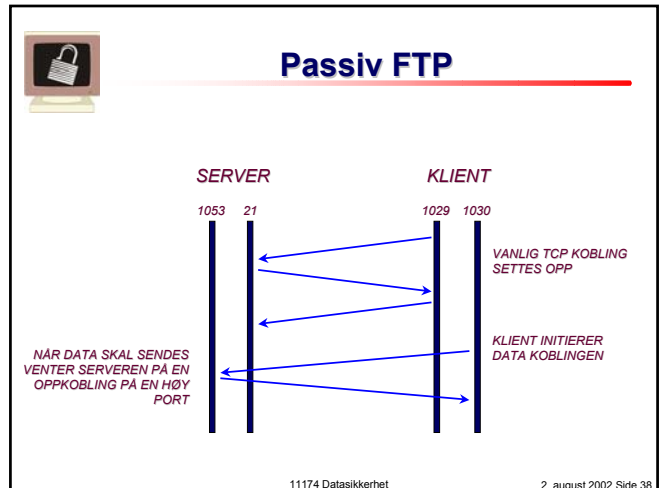 Passiv FTP
SERVER
KLIENT
1053
21
1029
1030
VANLIG TCP KOBLING
SETTES OPP
KLIENT INITIERER
DATA KOBLINGEN
NÅR DATA SKAL SENDES
VENTER SERVEREN PÅ EN
OPPKOBLING PÅ EN HØY
PORT
11174 Datasikkerhet
2. august 2002 Side 38